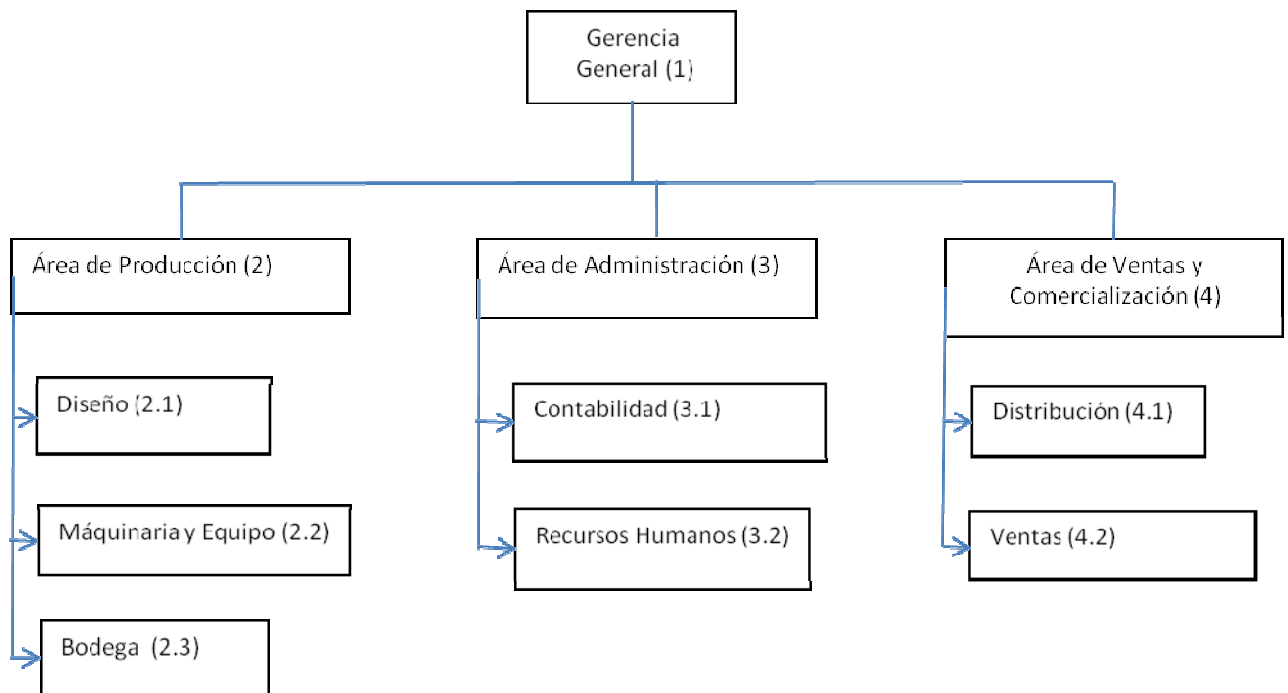 Gerencia
General (1)
Área de Producción (2)
Diseño (2.1)
Máquinaria y Equipo (2.2)
Bodega (2.3)
Área de Administración (3)
Contabilidad (3.1)
Recursos Humanos (3.2)
Área de Ventas y
Comercialización (4)
Distribución (4.1)
Ventas (4.2)